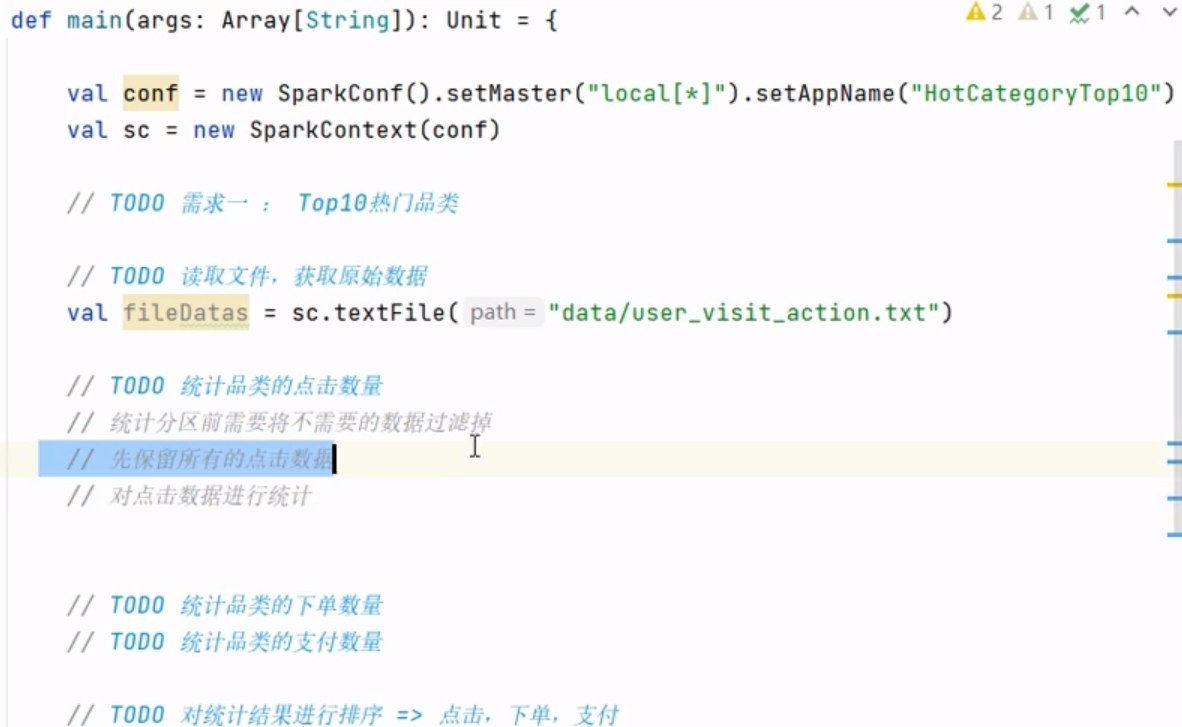 def main(args: Array[String]): Unit = {
2 1 1
val conf = new SparkConf().setMaster("local[*]").setAppName("HotCategoryTop10")
val sc = new SparkContext(conf)
// TODO 需求一 : Top10热门品类
// TODO 读取文件，获取原始数据
val fileDatas = sc.textFile( path = "data/user_visit_action.txt")
// TODO 统计品类的点击数量
// 统计分区前需要将不需要的数据过滤掉
// 先保留所有的点击数据
// 对点击数据进行统计
// TODO 统计品类的下单数量
// TODO 统计品类的支付数量
// TODO 对统计结果进行排序 => 点击，下单，支付